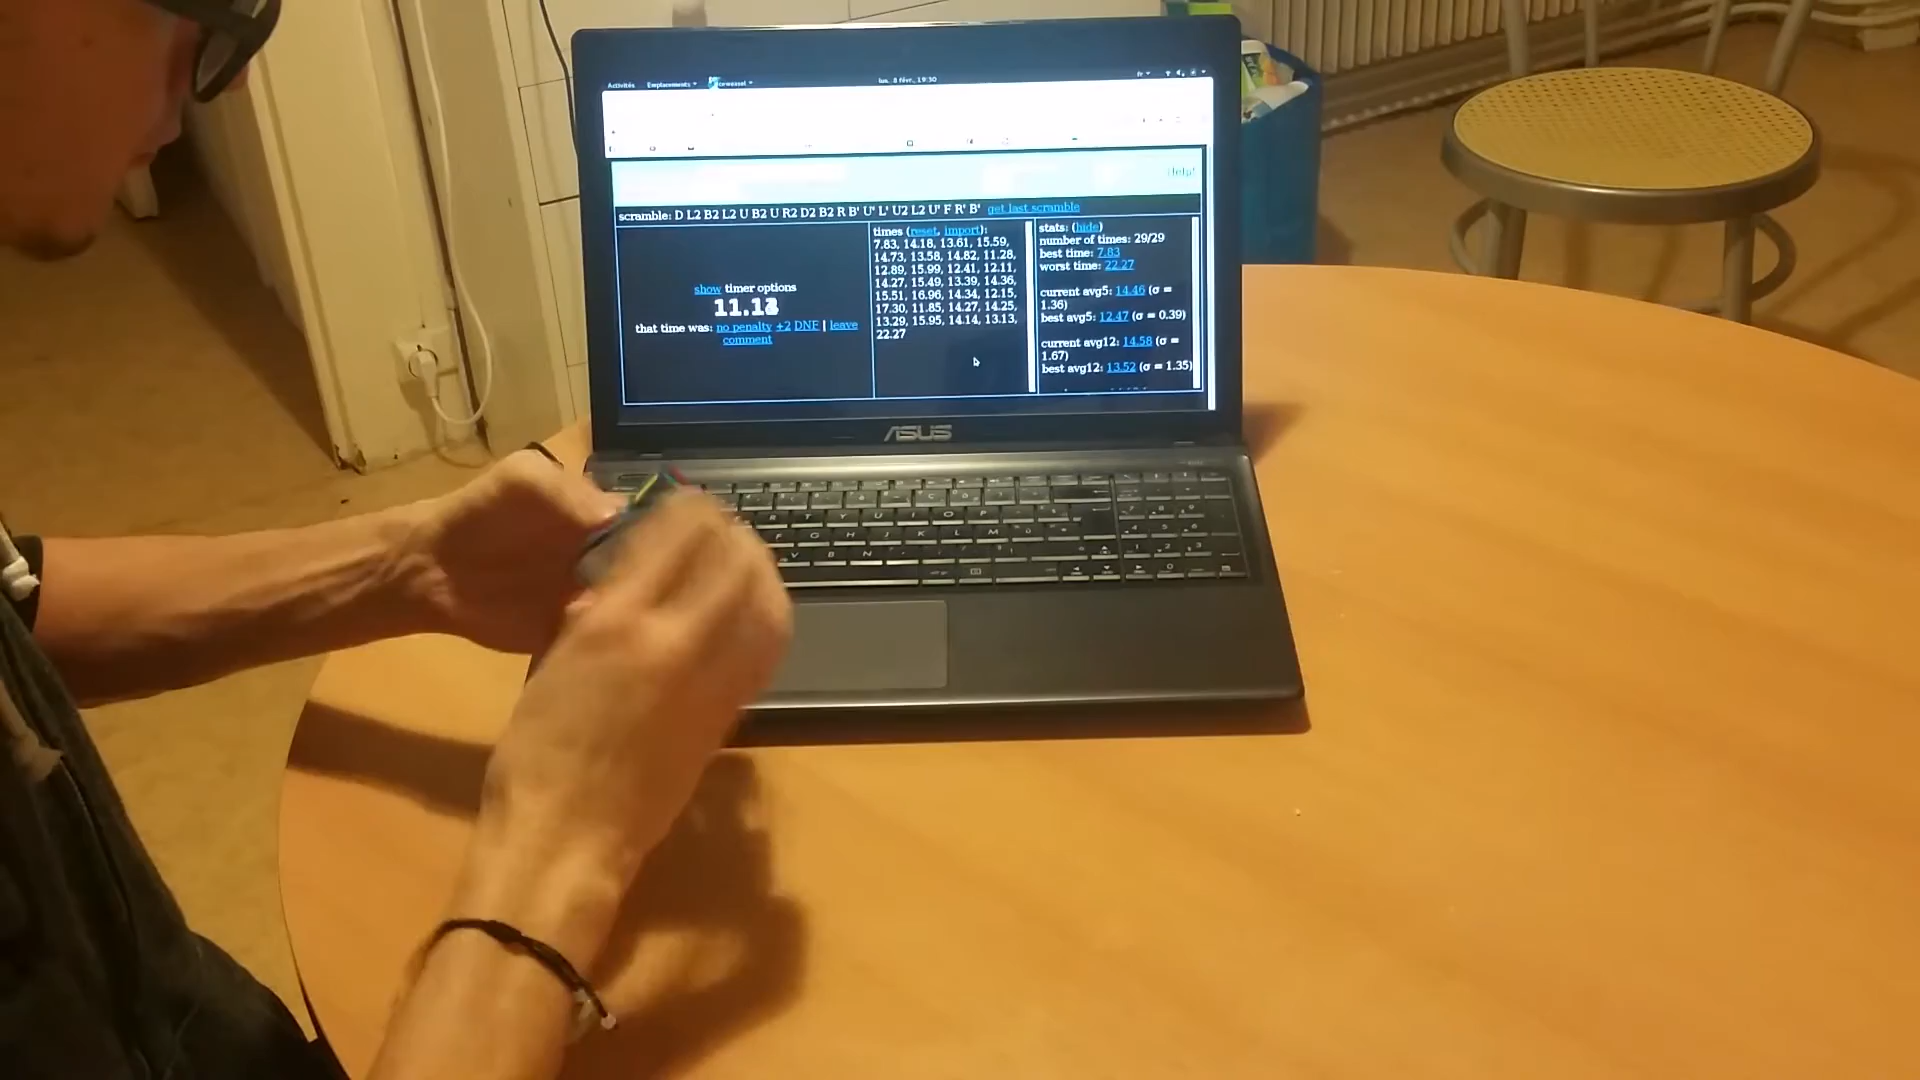 Activités Emplacements
lun. 8 févr., 19:30
fr
Help!
scramble: D L2 B2 L2 U B2 U R2 D2 B2 R B' U' L' U2 L2 U' F R' B' get last scramble
show timer options
that time was: no penalty +2 DNF | leave
comment
times (reset, import):
7.83, 14.18, 13.61, 15.59,
14.73, 13.58, 14.82, 11.28,
12.89, 15.99, 12.41, 12.11,
14.27, 15.49, 13.39, 14.36,
15.51, 16.96, 14.34, 12.15,
17.30, 11.85, 14.27, 14.25,
13.29, 15.95, 14.14, 13.13,
22.27
stats: (hide)
number of times: 29/29
best time: 7.83
worst time: 22.27
current avg5: 14.46 (σ =
1.36)
best avg5: 12.47 (σ = 0.39)
current avg12: 14.58 (σ =
1.67)
best avg12: 13.52 (σ = 1.35)
ASUS
R T Y U I O P
F G H J K L M
V B N